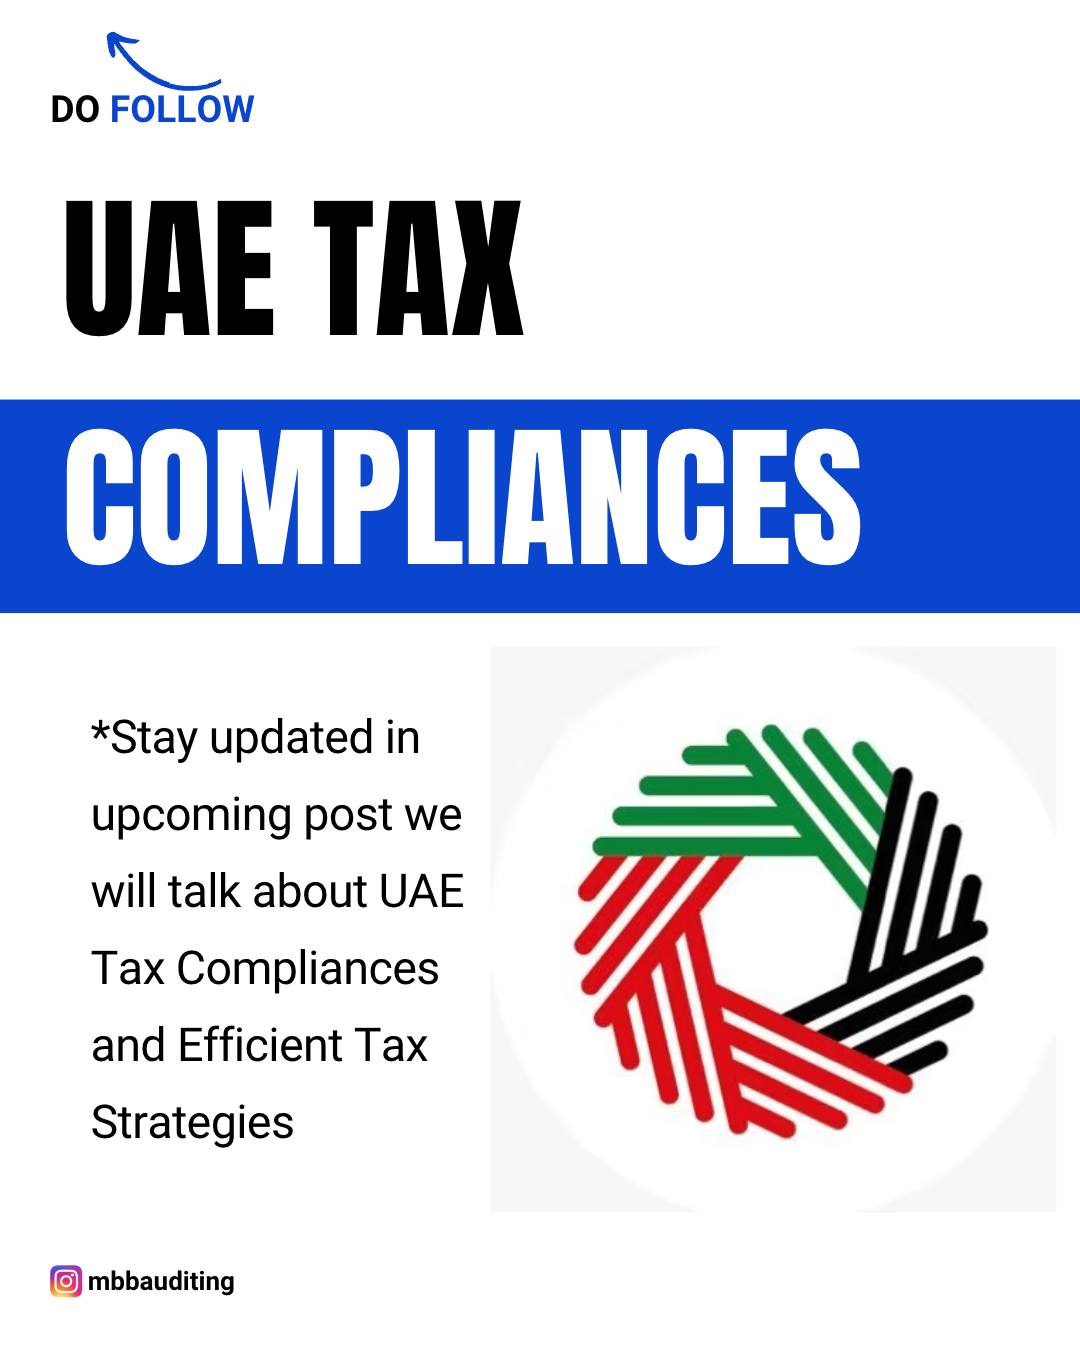 DO FOLLOW
UAE TAX
COMPLIANCES
*Stay updated in
upcoming post we
will talk about UAE
Tax Compliances
and Efficient Tax
Strategies
mbbauditing